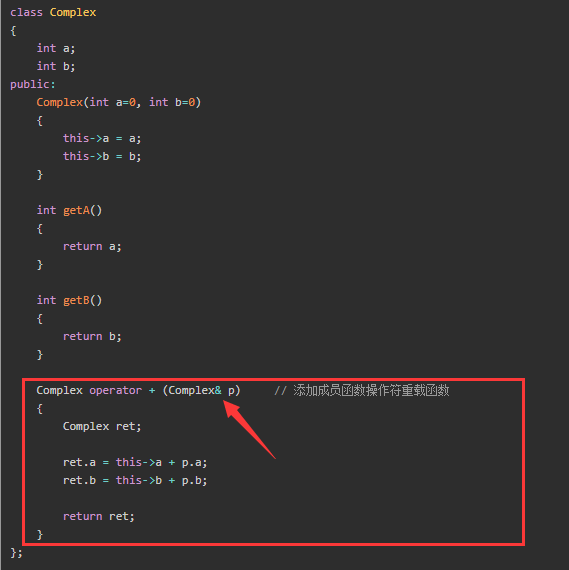 class Complex
{
    int a;
    int b;
public:
    Complex(int a=0, int b=0)
    {
        this->a = a;
        this->b = b;
    }

    int getA()
    {
        return a;
    }

    int getB()
    {
        return b;
    }

    Complex operator + (Complex& p)     // 添加成员函数操作符重载函数
    {
        Complex ret;

        ret.a = this->a + p.a;
        ret.b = this->b + p.b;

        return ret;
    }
};